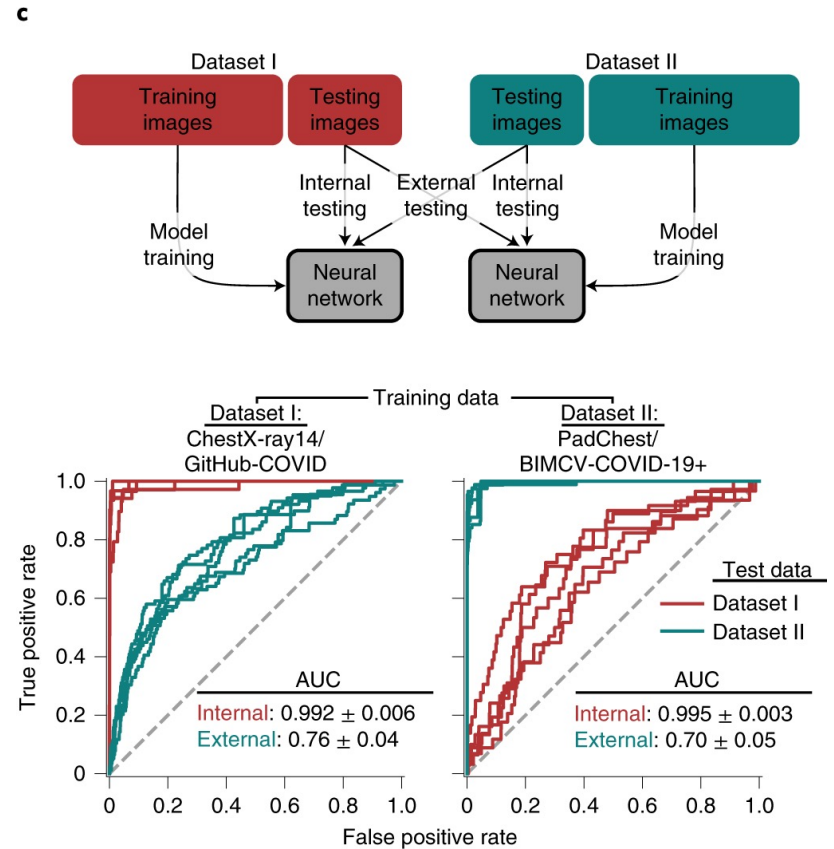 c
Dataset I
Dataset II
Training
images
Testing
images
Testing
images
Training
images
Internal
testing
External
testing
Internal
testing
Model
training
Model
training
Neural
network
Neural
network
Training data
Dataset I:
ChestX-ray14/
GitHub-COVID
Dataset II:
PadChest/
BIMCV-COVID-19+
True positive rate
1.0
0.8
0.6
0.4
0.2
0
AUC
Internal: 0.992 ± 0.006
External: 0.76 ± 0.04
0 0.2 0.4 0.6 0.8 1.0
Test data
Dataset I
Dataset II
AUC
Internal: 0.995 ± 0.003
External: 0.70 ± 0.05
0 0.2 0.4 0.6 0.8 1.0
False positive rate